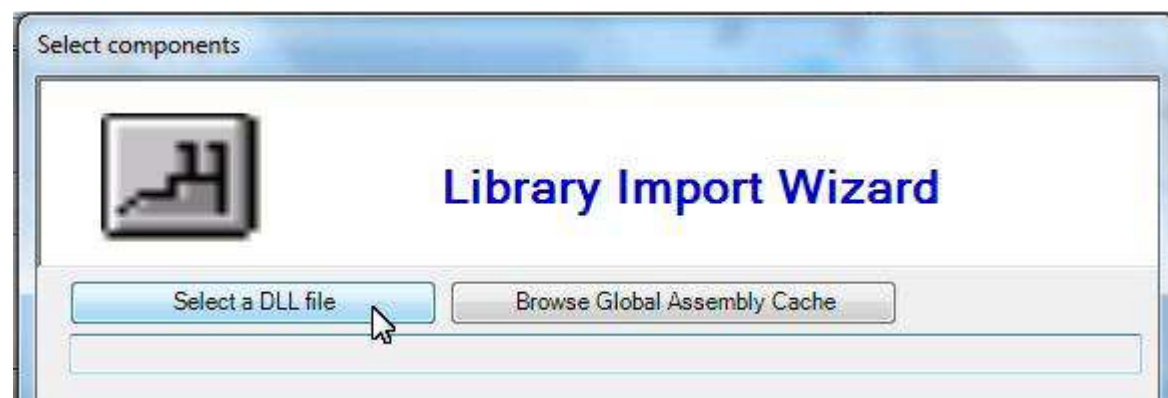 Select components
Library Import Wizard
Select a DLL file
Browse Global Assembly Cache